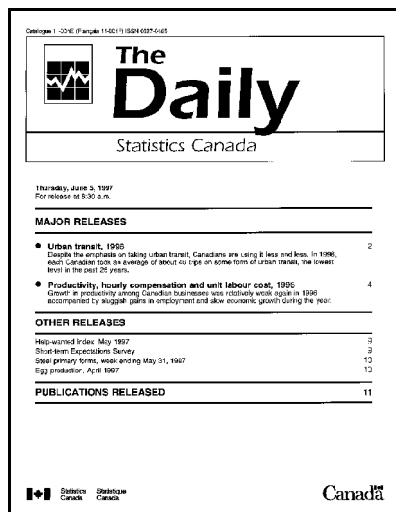 Catalogue 11-001E (Français 11-001F) ISSN 0827-0465
The
Daily
Statistics Canada
Thursday, June 5, 1997
For release at 8:30 a.m.
MAJOR RELEASES
● Urban transit, 1996 2
Despite the emphasis on taking urban transit, Canadians are using it less and less. In 1996,
each Canadian took an average of about 48 trips on some form of urban transit, the lowest
level in the past 25 years.
● Productivity, hourly compensation and unit labour cost, 1996 4
Growth in productivity among Canadian businesses was relatively weak again in 1996
accompanied by sluggish gains in employment and slow economic growth during the year.
OTHER RELEASES
Help-wanted Index, May 1997 9
Short-term Expectations Survey 9
Steel primary forms, week ending May 31, 1997 10
Egg production, April 1997 10
PUBLICATIONS RELEASED 11
Statistics Statistique
Canada Canada
Canada